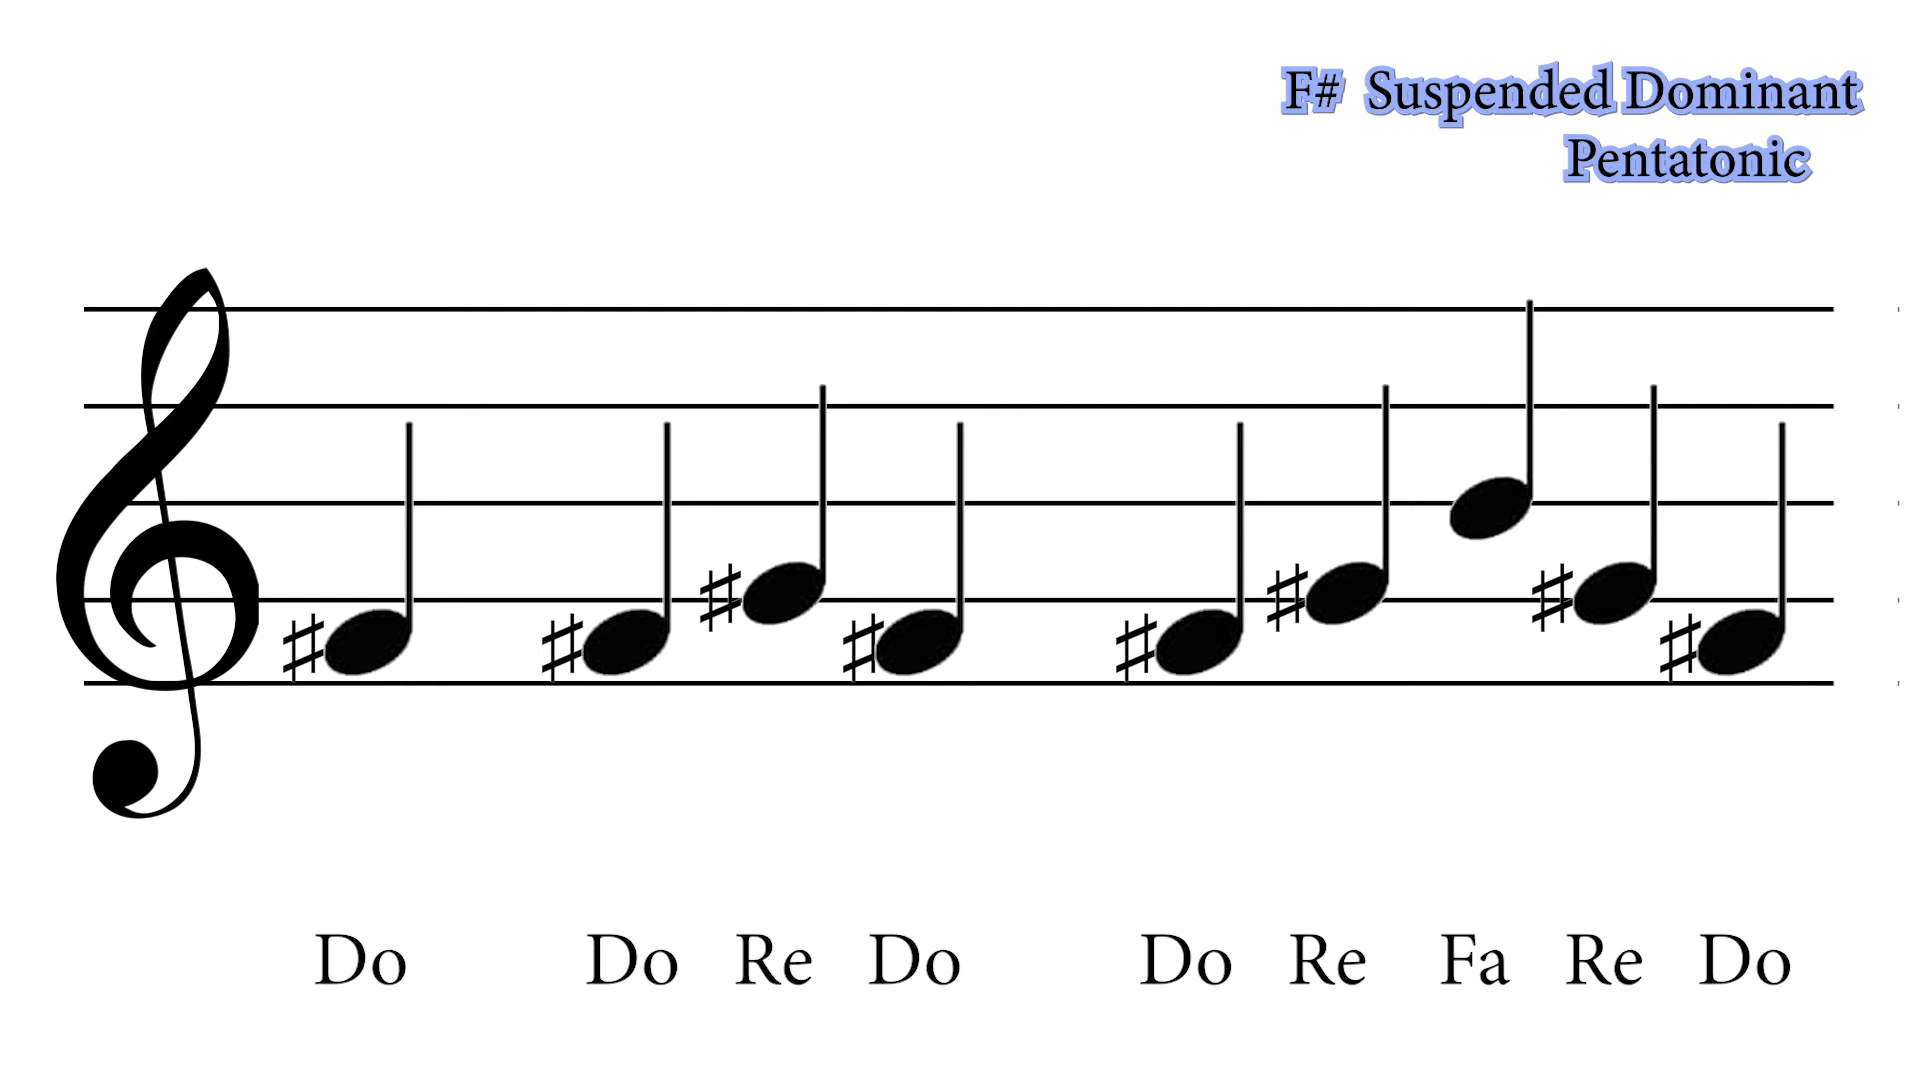 F# Suspended Dominant
Pentatonic
Do Do Re Do Do Re Fa Re Do